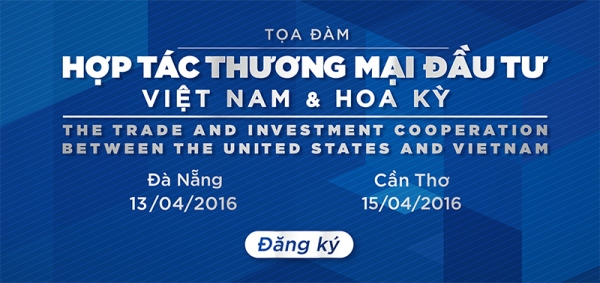 TỌA ĐÀM
HỢP TÁC THƯƠNG MẠI ĐẦU TƯ
VIỆT NAM & HOA KỲ
THE TRADE AND INVESTMENT COOPERATION
BETWEEN THE UNITED STATES AND VIETNAM
Đà Nẵng
13/04/2016
Cần Thơ
15/04/2016
Đăng ký